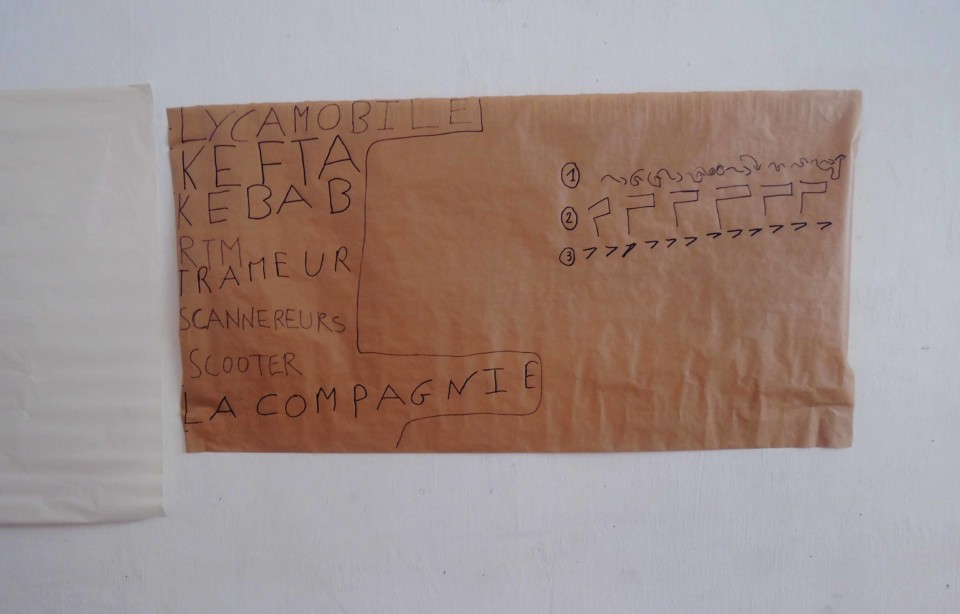 LYCAMOBILE
KEFTA
KEBAB
RTM
TRAMEUR
SCANNEREURS
SCOOTER
LA COMPAGNIE
①
②
③ > > > > > > > > > > > >